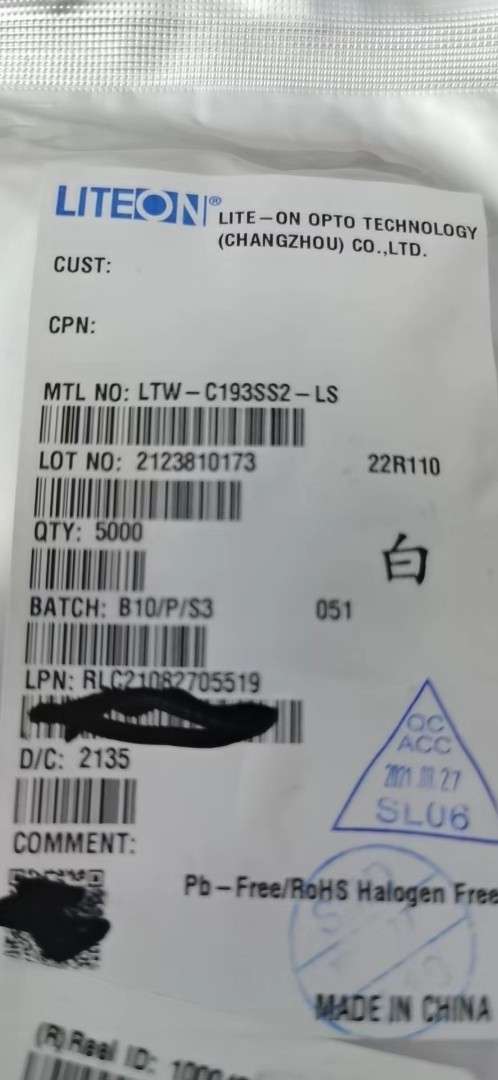 LITEON®
LITE-ON OPTO TECHNOLOGY
(CHANGZHOU) CO.,LTD.
CUST:
CPN:
MTL NO: LTW-C193SS2-LS
LOT NO: 2123810173
22R110
QTY: 5000
白
BATCH: B10/P/S3
051
LPN: RLC21082705519
D/C: 2135
QC
ACC
2021.08.27
SL06
COMMENT:
Pb-Free/RoHS Halogen Free
MADE IN CHINA
(R)Real ID: